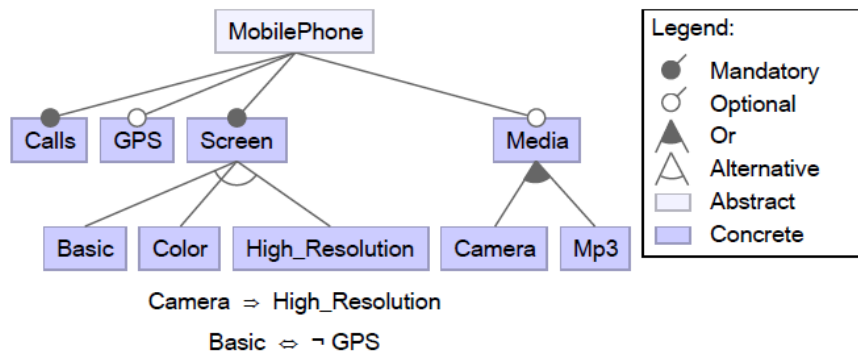 MobilePhone
Legend:
Mandatory
Optional
Or
Alternative
Abstract
Concrete
Calls GPS Screen Media
Basic Color High_Resolution Camera Mp3
Camera ⇒ High_Resolution
Basic ⇔ ¬ GPS